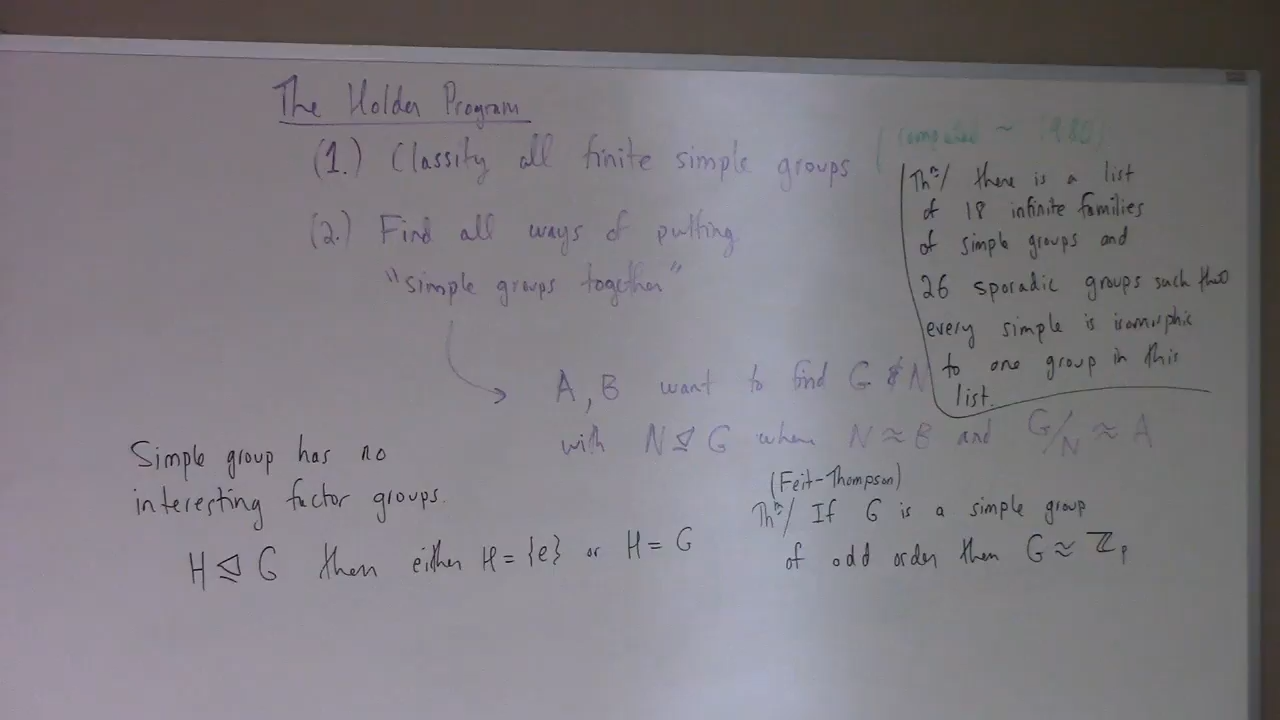 The Holder Program
(1.) Classify all finite simple groups
(completed ~ 1980)
(2.) Find all ways of putting
"simple groups together"
Thm/ there is a list
of 18 infinite families
of simple groups and
26 sporadic groups such that
every simple is isomorphic
to one group in this
list.
A, B want to find G & N
with N ⊴ G where N ≈ B and G/N ≈ A
Simple group has no
interesting factor groups.
H ⊴ G then either H = {e} or H = G
(Feit-Thompson)
Thm/ If G is a simple group
of odd order then G ≈ ℤp